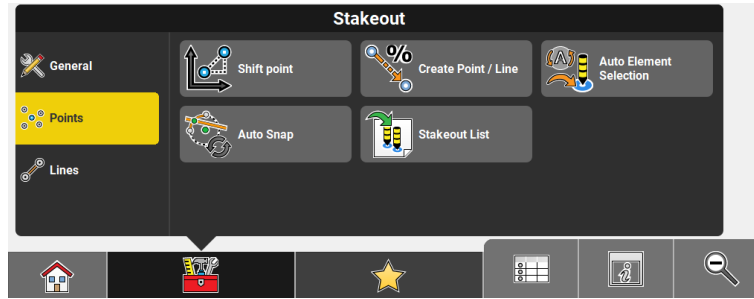 Stakeout
General
Shift point
%
Create Point / Line
(A)
Auto Element
Selection
Points
Auto Snap
Stakeout List
Lines
i